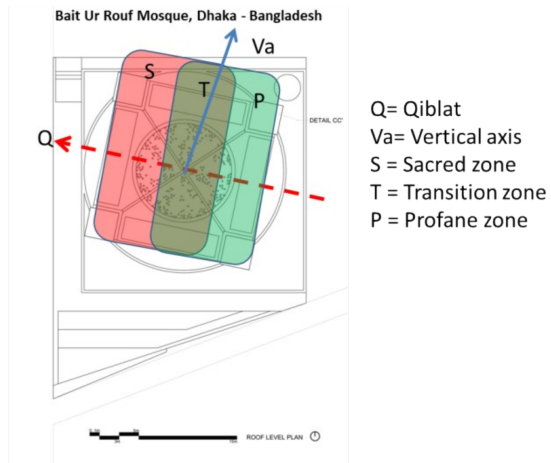 Bait Ur Rouf Mosque, Dhaka - Bangladesh
Va
S
T
P
DETAIL CC'
Q
Q= Qiblat
Va= Vertical axis
S = Sacred zone
T = Transition zone
P = Profane zone
ROOF LEVEL PLAN